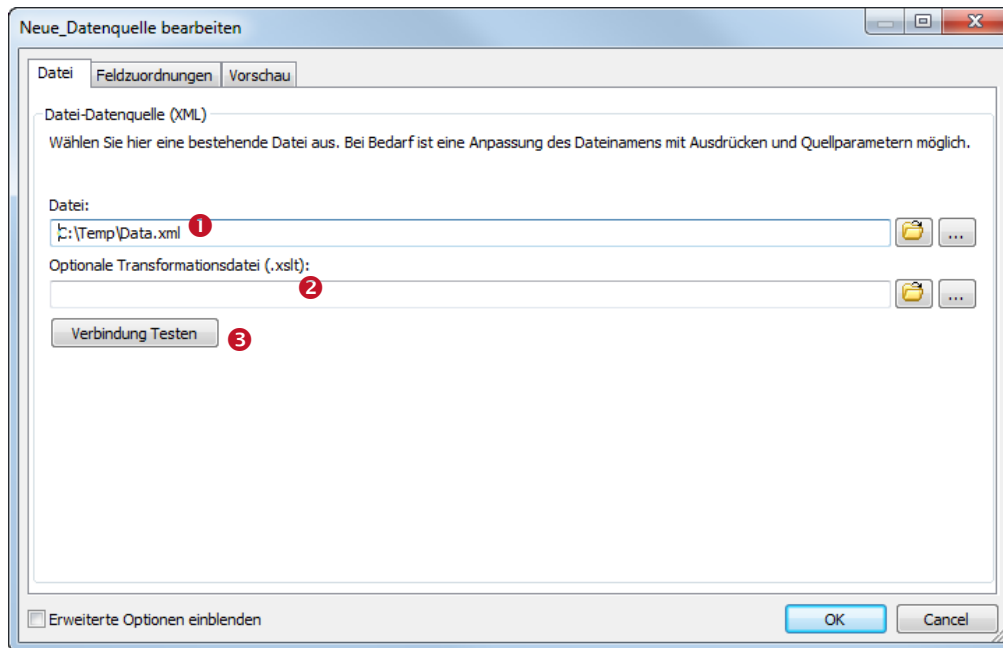 Neue_Datenquelle bearbeiten
Datei Feldzuordnungen Vorschau
Datei-Datenquelle (XML)
Wählen Sie hier eine bestehende Datei aus. Bei Bedarf ist eine Anpassung des Dateinamens mit Ausdrücken und Quellparametern möglich.
Datei:
C:\Temp\Data.xml 1 ...
Optionale Transformationsdatei (.xslt):
2 ...
Verbindung Testen 3
Erweiterte Optionen einblenden OK Cancel